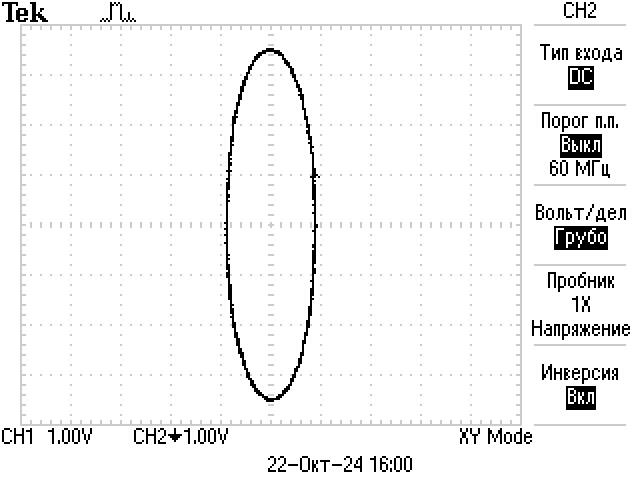 Tek
CH2
Тип входа
DC
Порог п.п.
Выкл
60 МГц
Вольт/дел
Грубо
Пробник
1X
Напряжение
Инверсия
Вкл
CH1 1.00V CH2 1.00V XY Mode
22-Окт-24 16:00